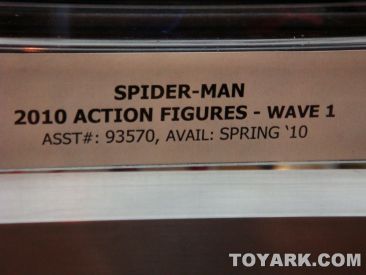 SPIDER-MAN
2010 ACTION FIGURES - WAVE 1
ASST#: 93570, AVAIL: SPRING '10
TOYARK.COM